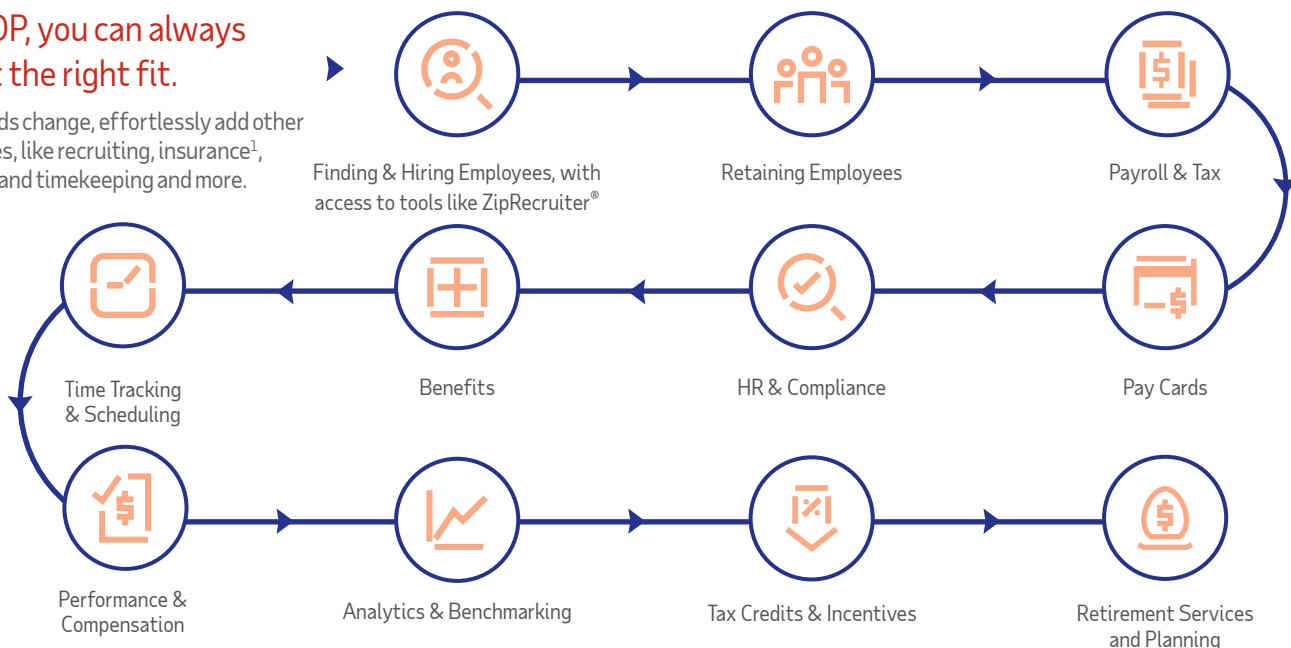 DP, you can always
the right fit.
ds change, effortlessly add other
es, like recruiting, insurance¹,
and timekeeping and more.
Finding & Hiring Employees, with
access to tools like ZipRecruiter®
Retaining Employees
Payroll & Tax
Time Tracking
& Scheduling
Benefits
HR & Compliance
Pay Cards
Performance &
Compensation
Analytics & Benchmarking
Tax Credits & Incentives
Retirement Services
and Planning